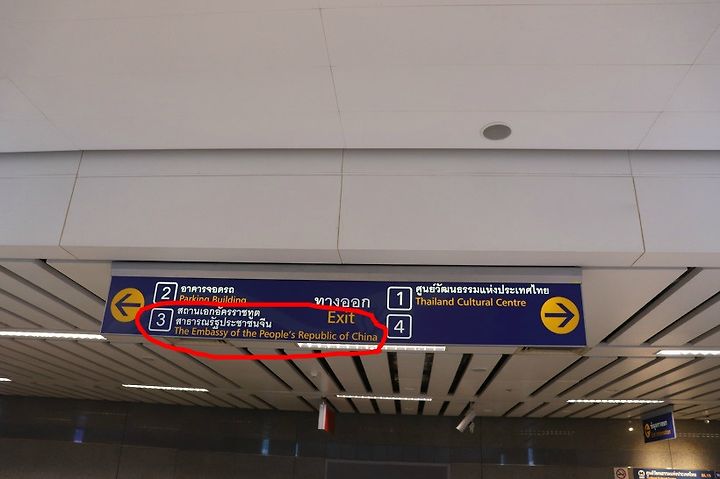 2 อาคารจอดรถ
Parking Building
3 สถานเอกอัครราชทูต
สาธารณรัฐประชาชนจีน
The Embassy of the People's Republic of China
ทางออก
Exit
1 ศูนย์วัฒนธรรมแห่งประเทศไทย
Thailand Cultural Centre
4